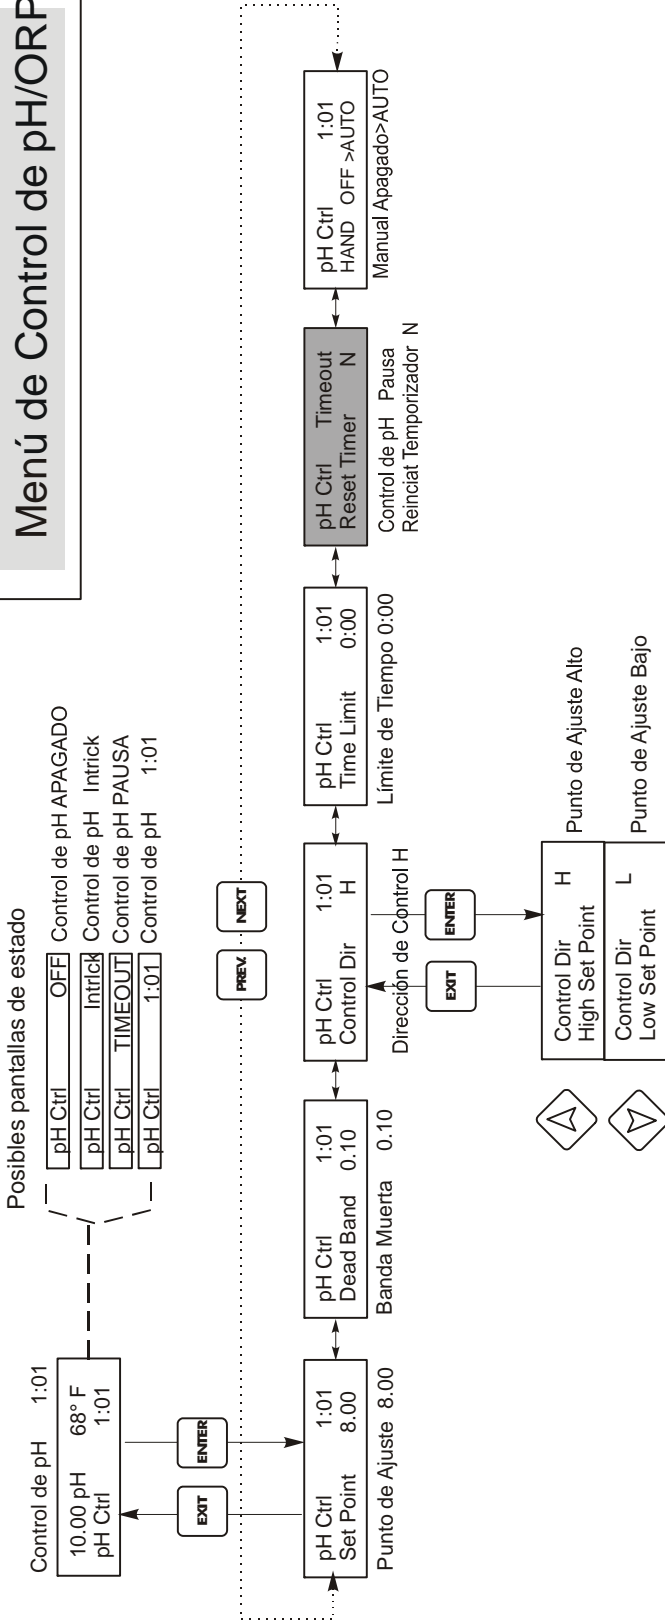 Menú de Control de pH/ORP
Posibles pantallas de estado
Control de pH 1:01
10.00 pH 68° F
pH Ctrl 1:01
pH Ctrl OFF Control de pH APAGADO
pH Ctrl Intrlck Control de pH Intrick
pH Ctrl TIMEOUT Control de pH PAUSA
pH Ctrl 1:01 Control de pH 1:01
EXIT ENTER
PREV. NEXT
pH Ctrl 1:01
Set Point 8.00
Punto de Ajuste 8.00
pH Ctrl 1:01
Dead Band 0.10
Banda Muerta 0.10
pH Ctrl 1:01
Control Dir H
Dirección de Control H
pH Ctrl 1:01
Time Limit 0:00
Límite de Tiempo 0:00
pH Ctrl Timeout
Reset Timer N
Control de pH Pausa
Reinciat Temporizador N
pH Ctrl 1:01
HAND OFF >AUTO
Manual Apagado>AUTO
EXIT ENTER
Control Dir H
High Set Point
Punto de Ajuste Alto
Control Dir L
Low Set Point
Punto de Ajuste Bajo